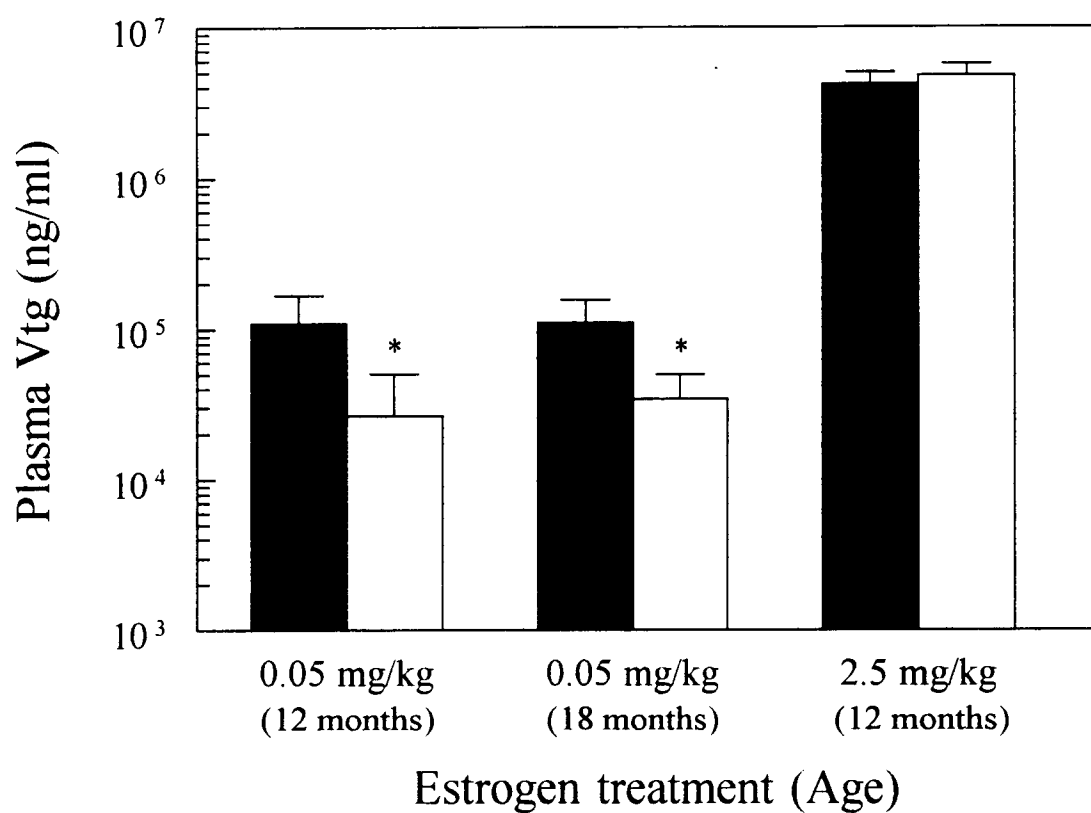 Plasma Vtg (ng/ml)
10⁷
10⁶
10⁵
10⁴
10³
*
*
0.05 mg/kg
(12 months)
0.05 mg/kg
(18 months)
2.5 mg/kg
(12 months)
Estrogen treatment (Age)